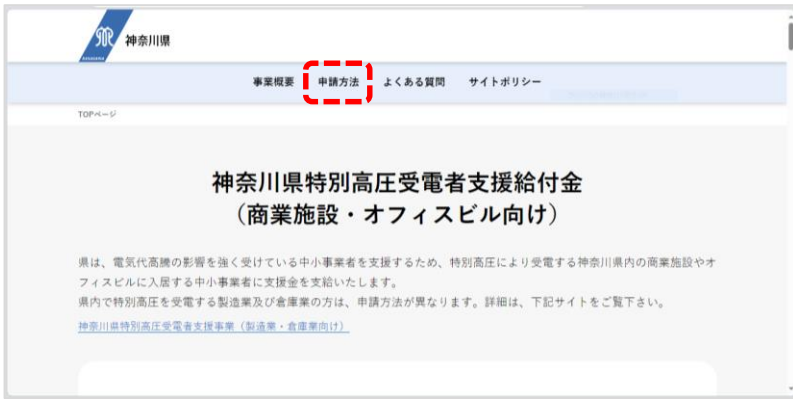 神奈川県
事業概要 申請方法 よくある質問 サイトポリシー
TOPページ
神奈川県特別高圧受電者支援給付金
（商業施設・オフィスビル向け）
県は、電気代高騰の影響を強く受けている中小事業者を支援するため、特別高圧により受電する神奈川県内の商業施設やオ
フィスビルに入居する中小事業者に支援金を支給いたします。
県内で特別高圧を受電する製造業及び倉庫業の方は、申請方法が異なります。詳細は、下記サイトをご覧下さい。
神奈川県特別高圧受電者支援事業（製造業・倉庫業向け）